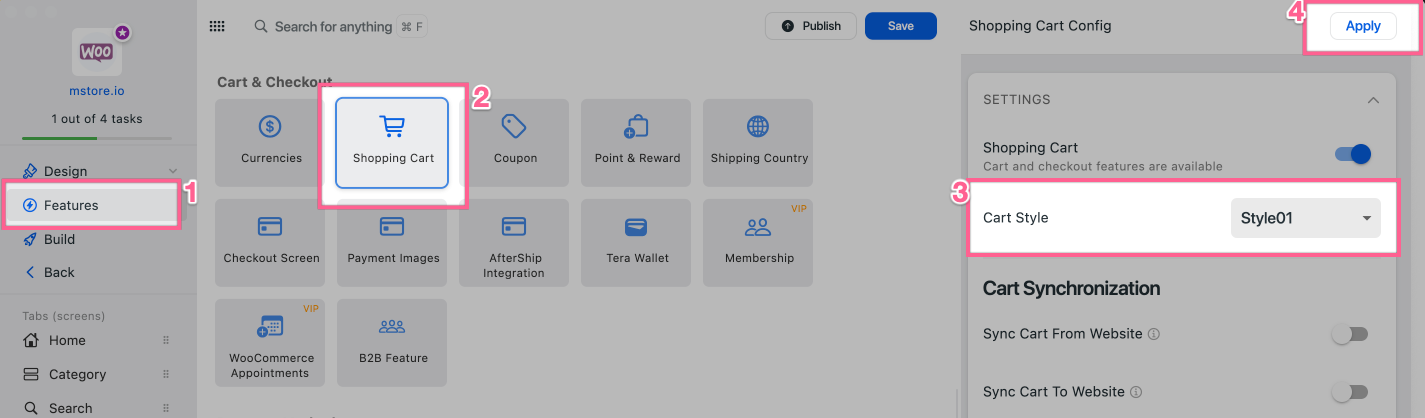 WOO
mstore.io
1 out of 4 tasks
Design
1
Features
Build
Back
Tabs (screens)
Home
Category
Search
Search for anything ⌘ F
Publish
Save
Cart & Checkout
2
Currencies
Shopping Cart
Coupon
Point & Reward
Shipping Country
Checkout Screen
Payment Images
AfterShip
Integration
Tera Wallet
VIP
Membership
VIP
WooCommerce
Appointments
B2B Feature
Shopping Cart Config
4
Apply
SETTINGS
Shopping Cart
Cart and checkout features are available
3
Cart Style
Style01
Cart Synchronization
Sync Cart From Website
Sync Cart To Website